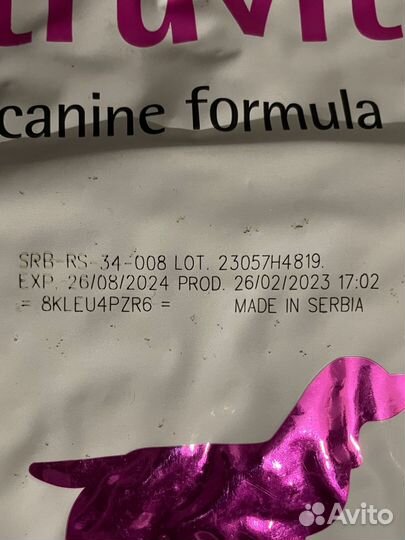 canine formula
SRB-RS-34-008 LOT. 23057H4819.
EXP. 26/08/2024 PROD. 26/02/2023 17:02
= 8KLEU4PZR6 = MADE IN SERBIA
Avito